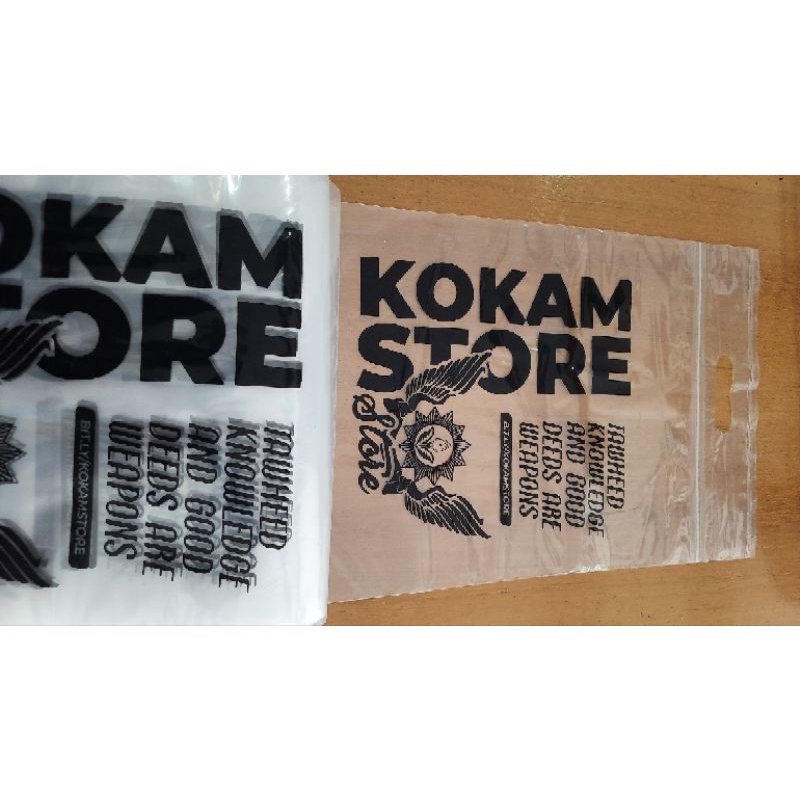 OKAM
STORE
BIT.LY/KOKAMSTORE
TAWHEED
KNOWLEDGE
AND GOOD
DEEDS ARE
WEAPONS
KOKAM
STORE
Store
BIT.LY/KOKAMSTORE
TAWHEED
KNOWLEDGE
AND GOOD
DEEDS ARE
WEAPONS